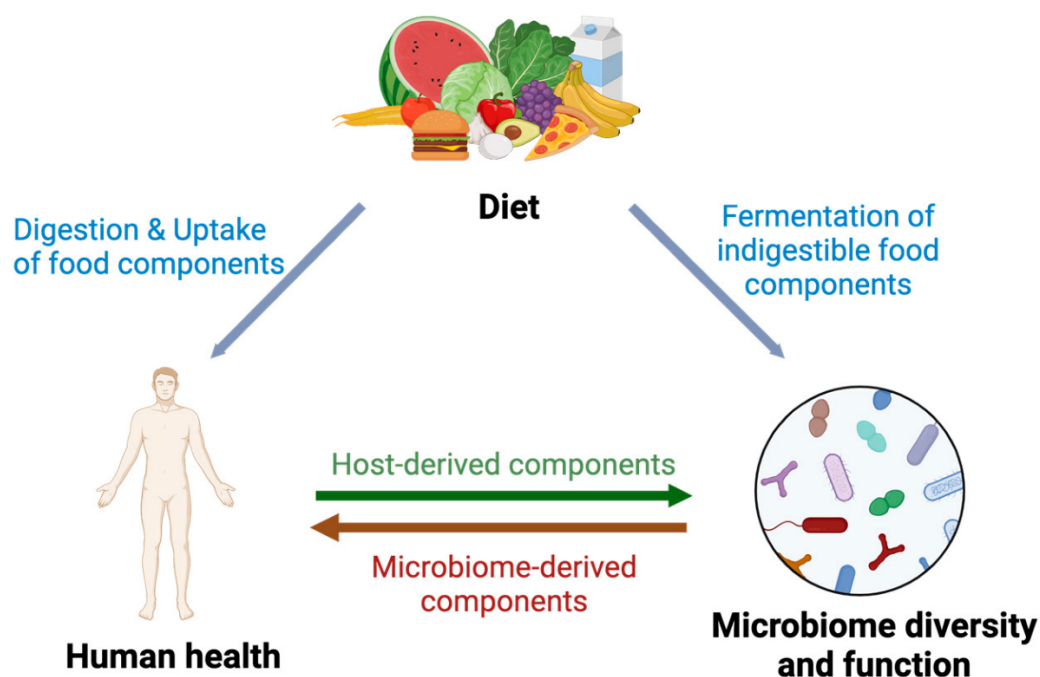 Diet
Digestion & Uptake
of food components
Fermentation of
indigestible food
components
Host-derived components
Microbiome-derived
components
Human health
Microbiome diversity
and function